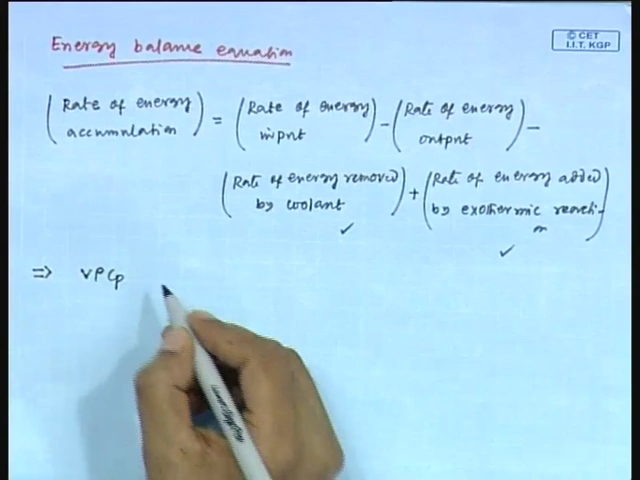 Energy balance equation
© CET
I.I.T. KGP
(Rate of energy accumulation) = (Rate of energy input) - (Rate of energy output) -
(Rate of energy removed by coolant) + (Rate of energy added by exothermic reaction)
⇒ VρCp